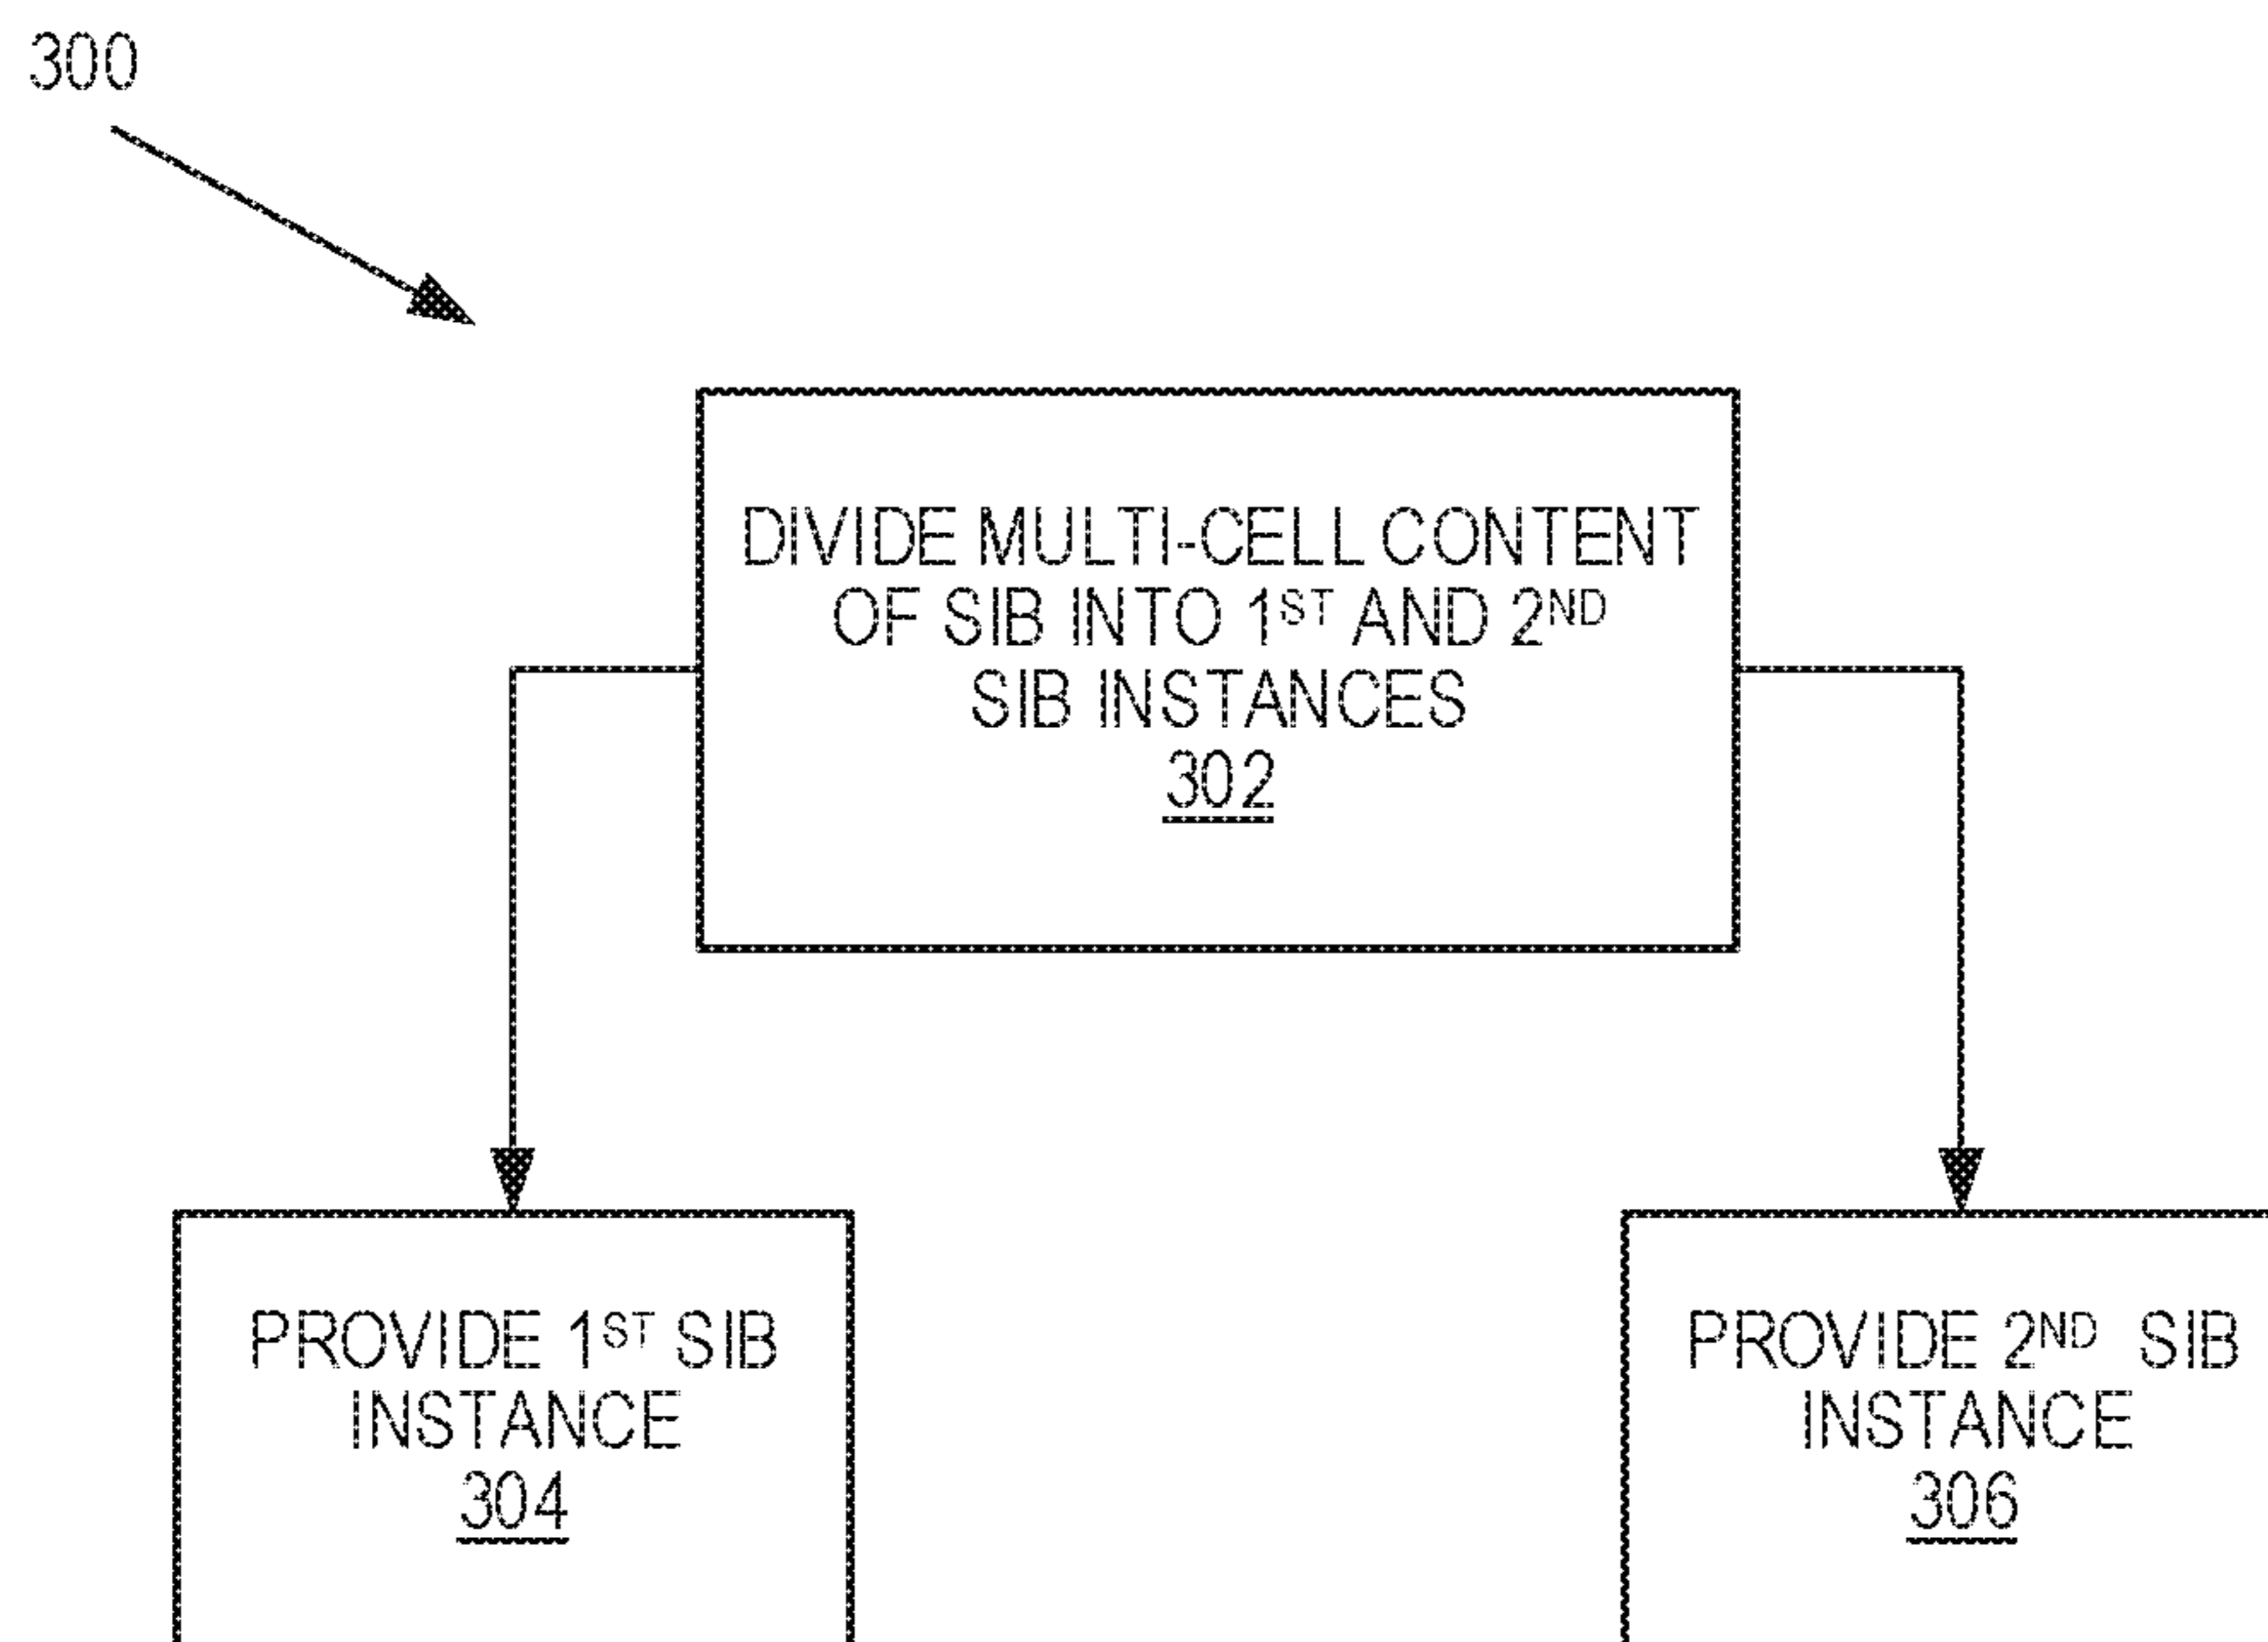 300
DIVIDE MULTI-CELL CONTENT
OF SIB INTO 1ST AND 2ND
SIB INSTANCES
302
PROVIDE 1ST SIB
INSTANCE
304
PROVIDE 2ND SIB
INSTANCE
306